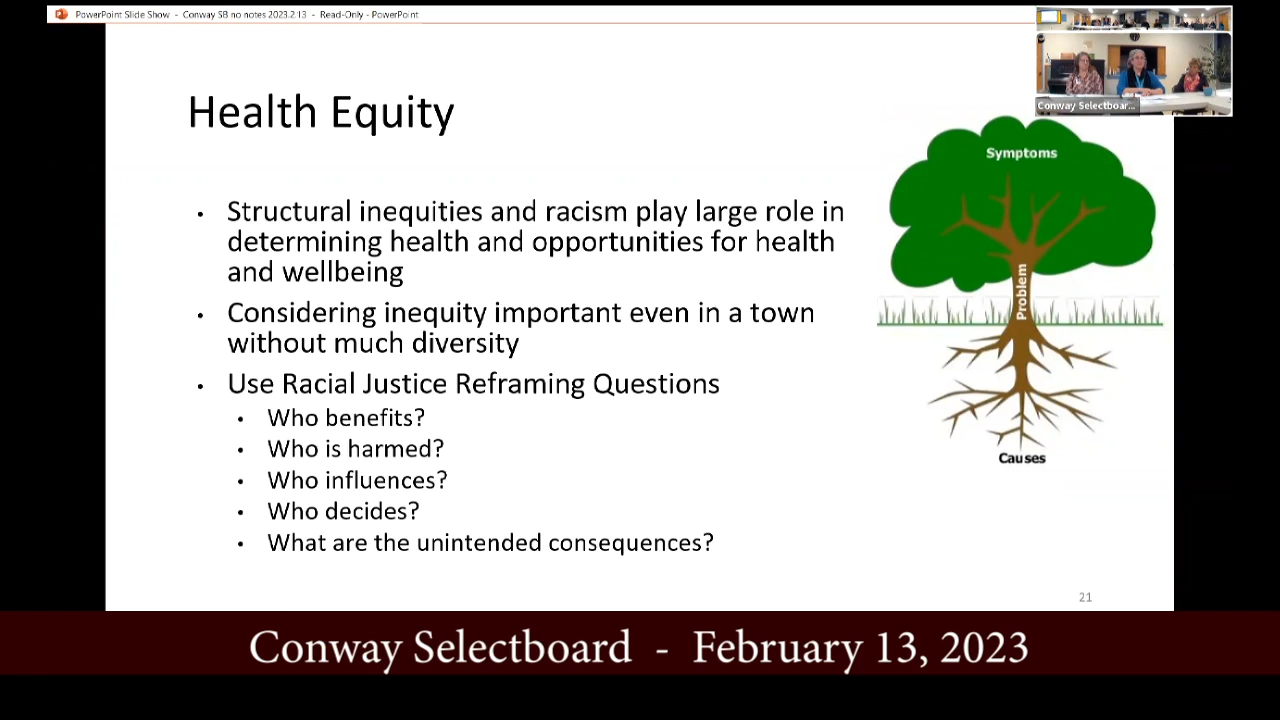 PowerPoint Slide Show - Conway SB no notes 2023.2.13 - Read-Only - PowerPoint
Conway Selectboar...
Health Equity
Symptoms
• Structural inequities and racism play large role in
determining health and opportunities for health
and wellbeing
Problem
• Considering inequity important even in a town
without much diversity
• Use Racial Justice Reframing Questions
• Who benefits?
• Who is harmed?
Causes
• Who influences?
• Who decides?
• What are the unintended consequences?
21
Conway Selectboard - February 13, 2023